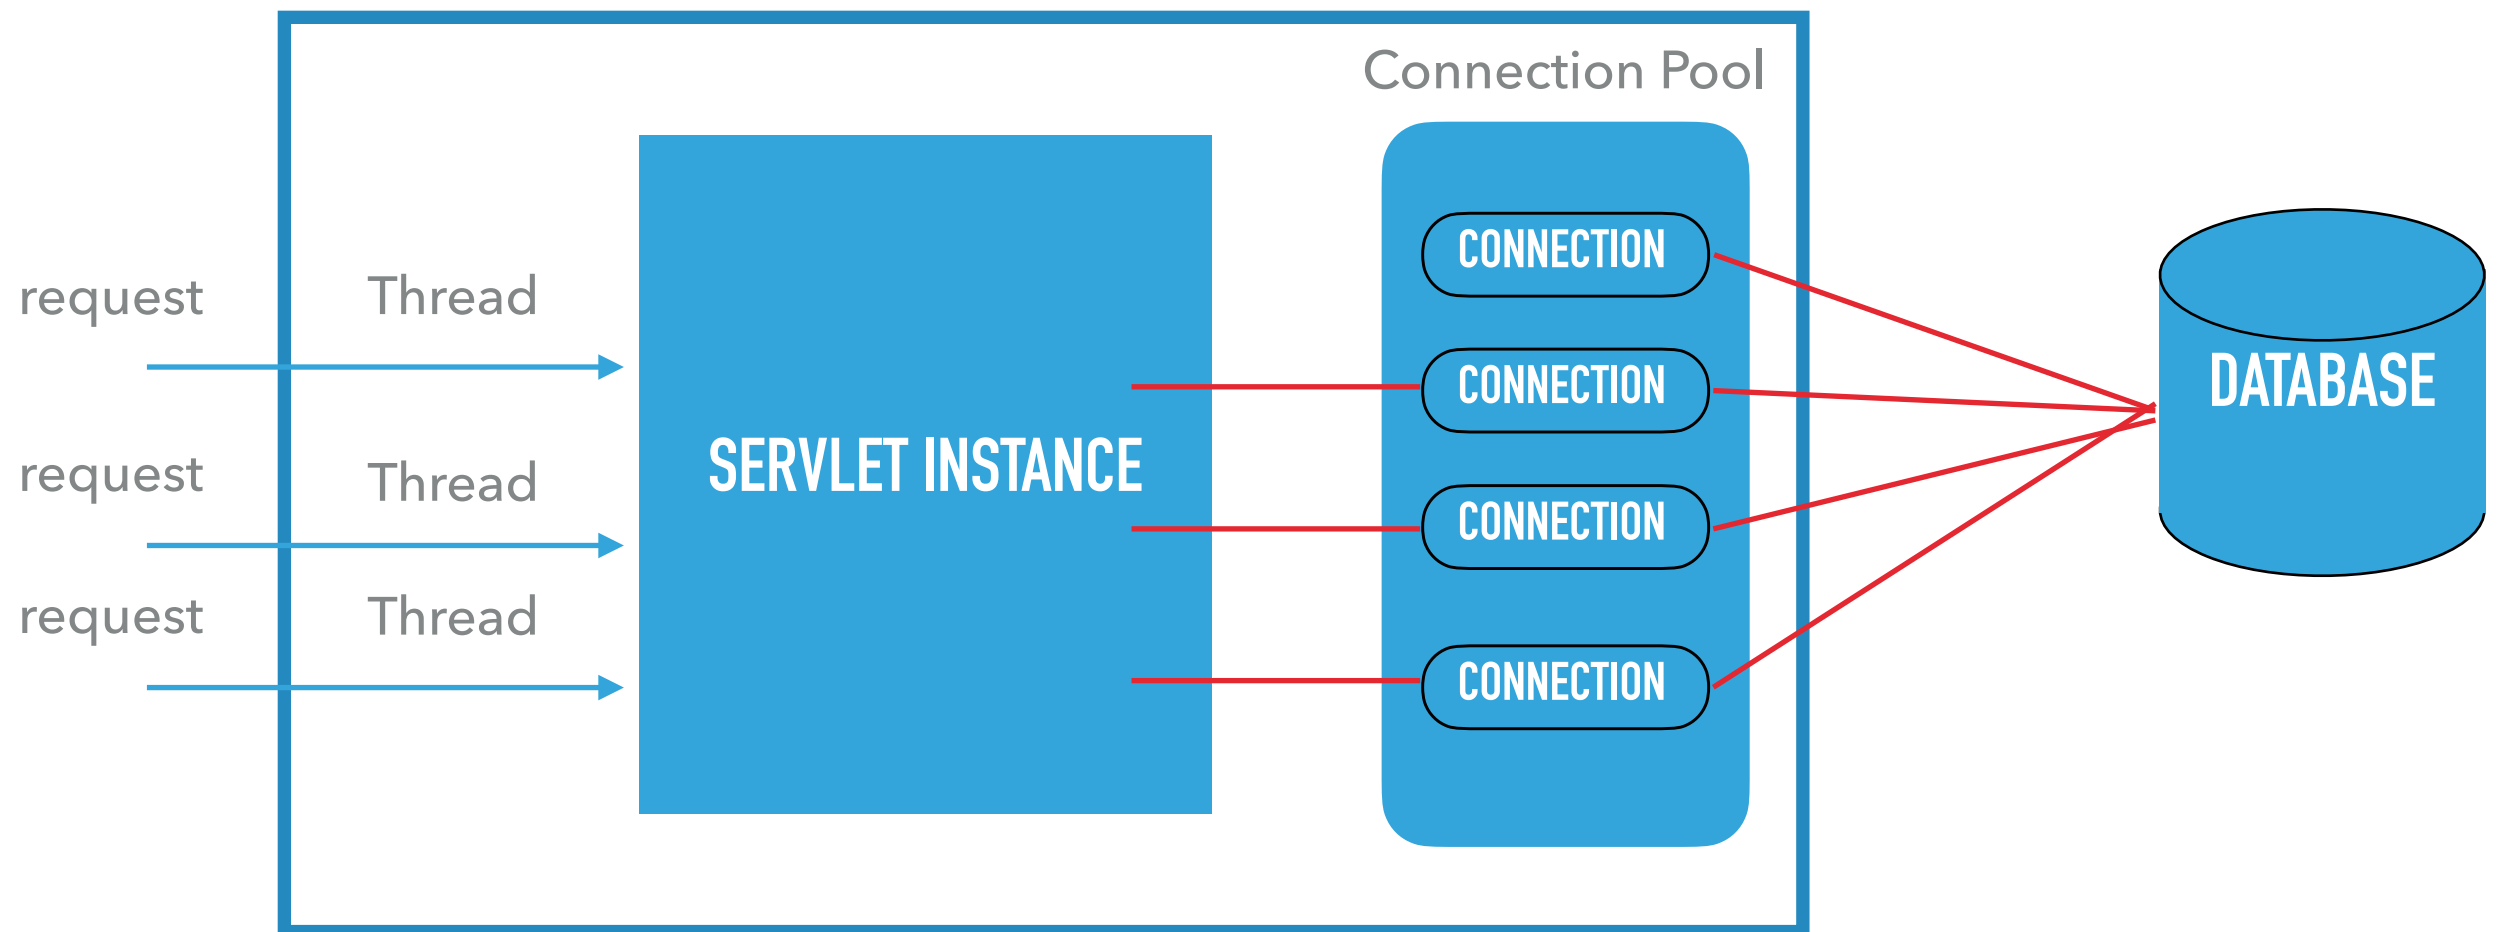 Connection Pool
request
Thread
request
Thread
request
Thread
SERVLET INSTANCE
CONNECTION
CONNECTION
CONNECTION
CONNECTION
DATABASE